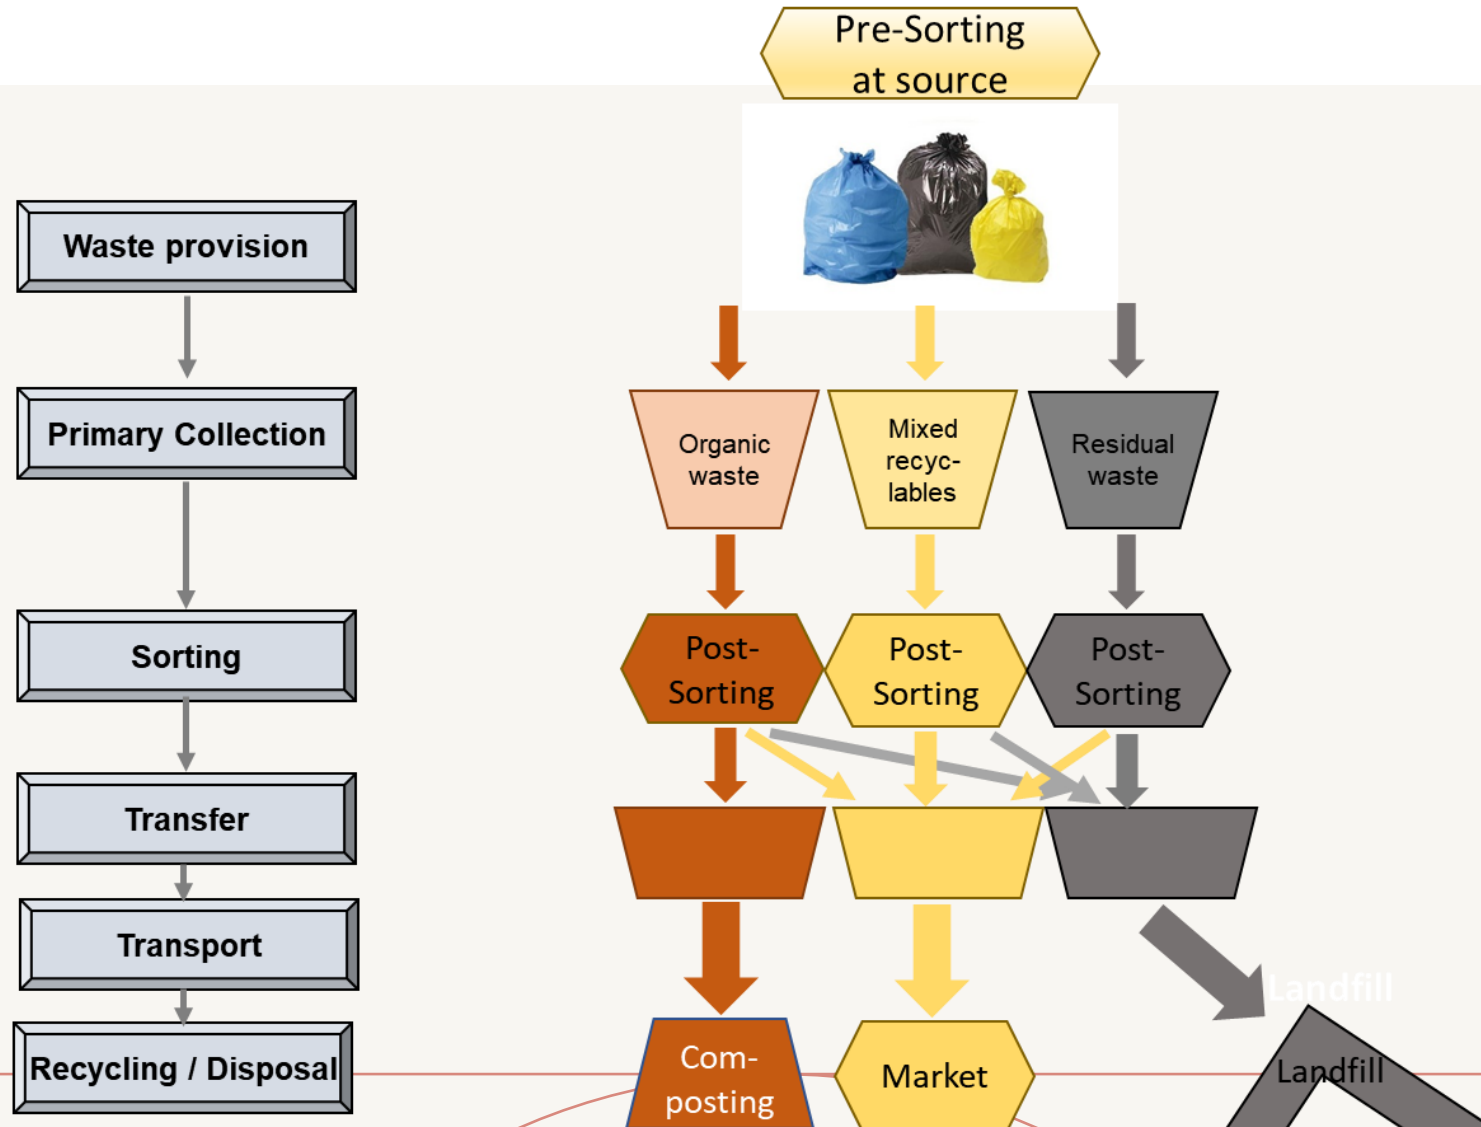 Pre-Sorting
at source
Waste provision
Primary Collection
Organic
waste
Mixed
recyc-
lables
Residual
waste
Sorting
Post-
Sorting
Post-
Sorting
Post-
Sorting
Transfer
Transport
Landfill
Recycling / Disposal
Com-
posting
Market
Landfill